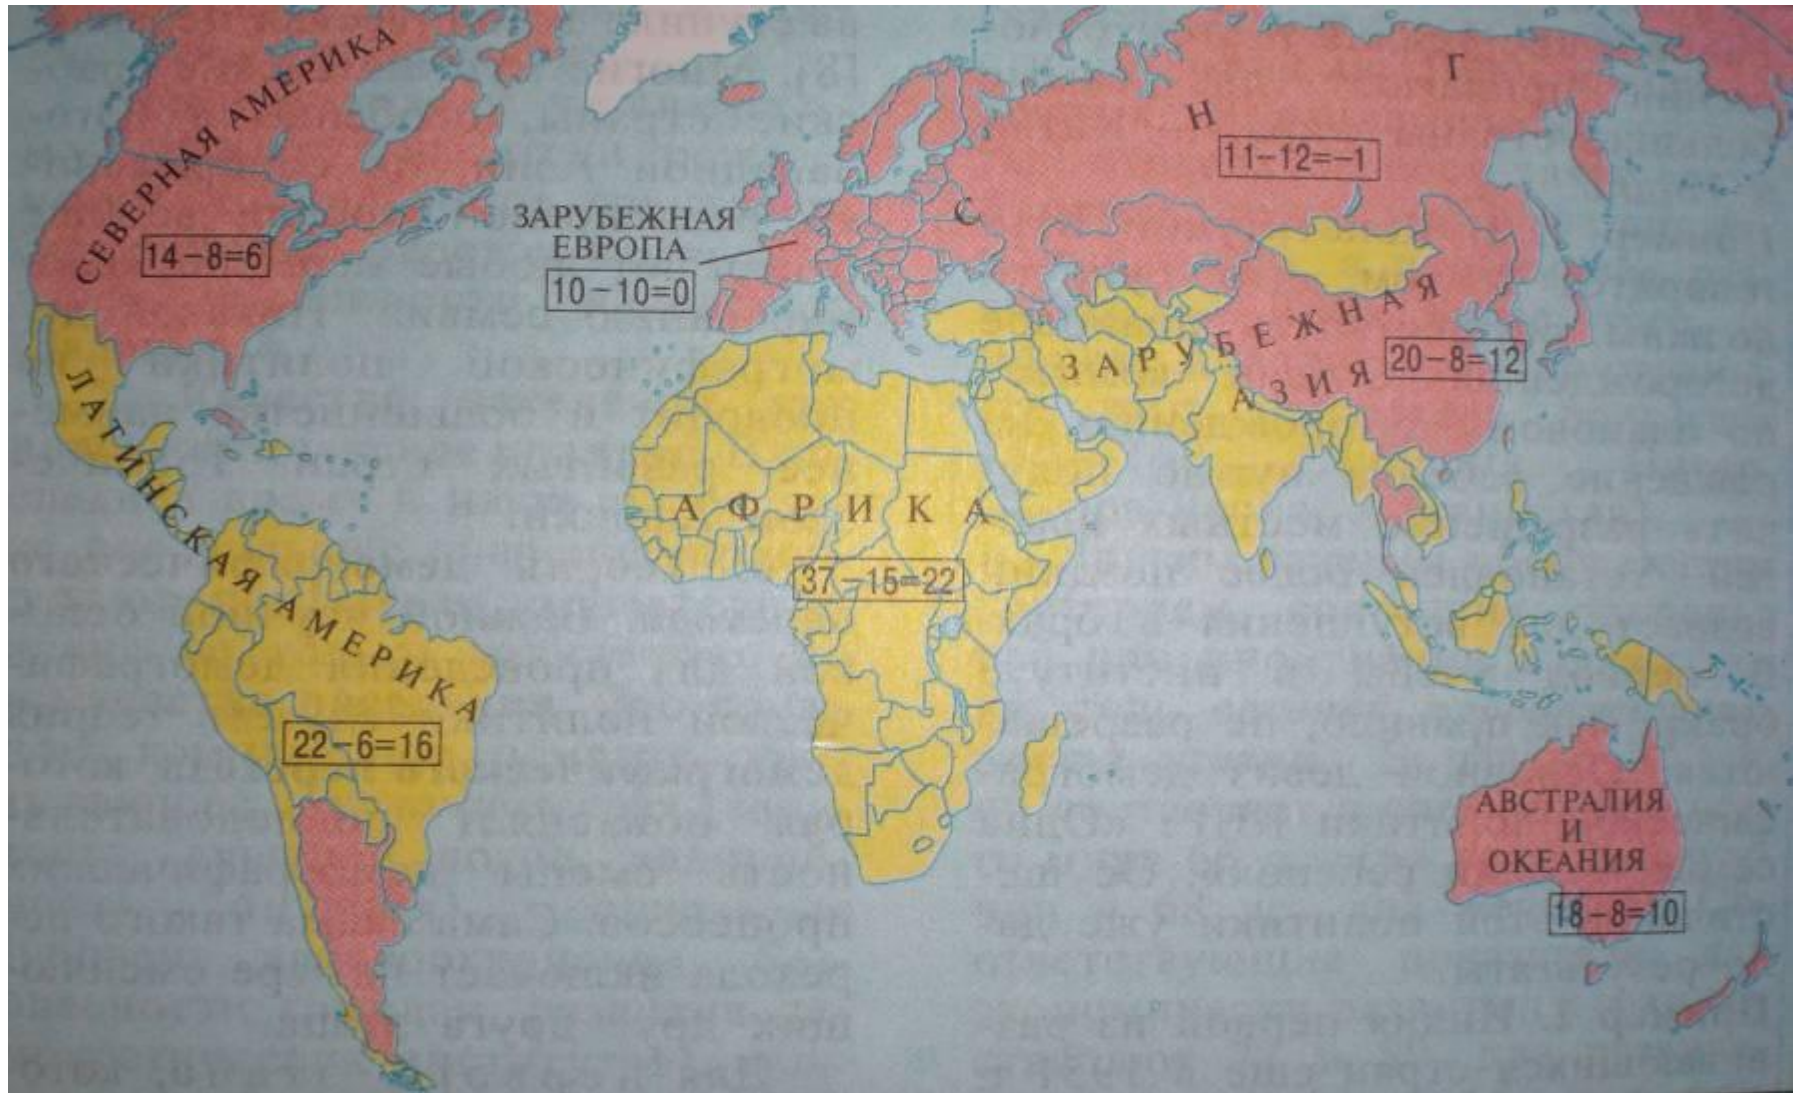 СЕВЕРНАЯ АМЕРИКА
14–8=6
ЗАРУБЕЖНАЯ
ЕВРОПА
10–10=0
С Н Г
11–12=–1
ЗАРУБЕЖНАЯ
АЗИЯ
20–8=12
ЛАТИНСКАЯ АМЕРИКА
22–6=16
АФРИКА
37–15=22
АВСТРАЛИЯ
И
ОКЕАНИЯ
18–8=10